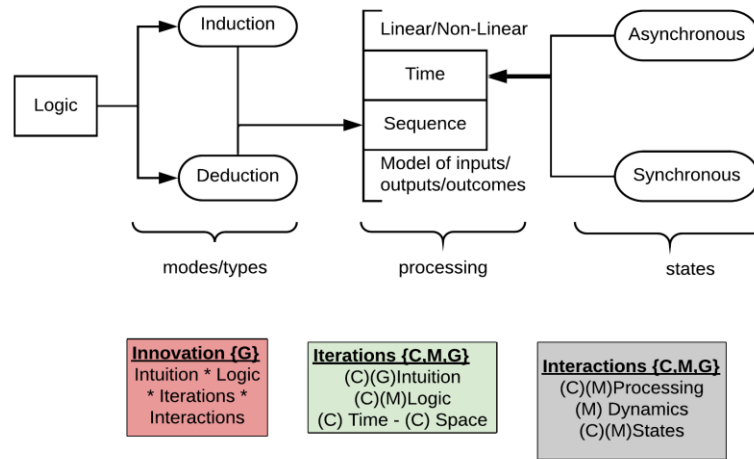 Induction
Linear/Non-Linear
Asynchronous
Time
Logic
Sequence
Deduction
Model of inputs/
outputs/outcomes
Synchronous
modes/types
processing
states
Innovation {G}
Intuition * Logic
* Iterations *
Interactions
Iterations {C,M,G}
(C)(G)Intuition
(C)(M)Logic
(C) Time - (C) Space
Interactions {C,M,G}
(C)(M)Processing
(M) Dynamics
(C)(M)States